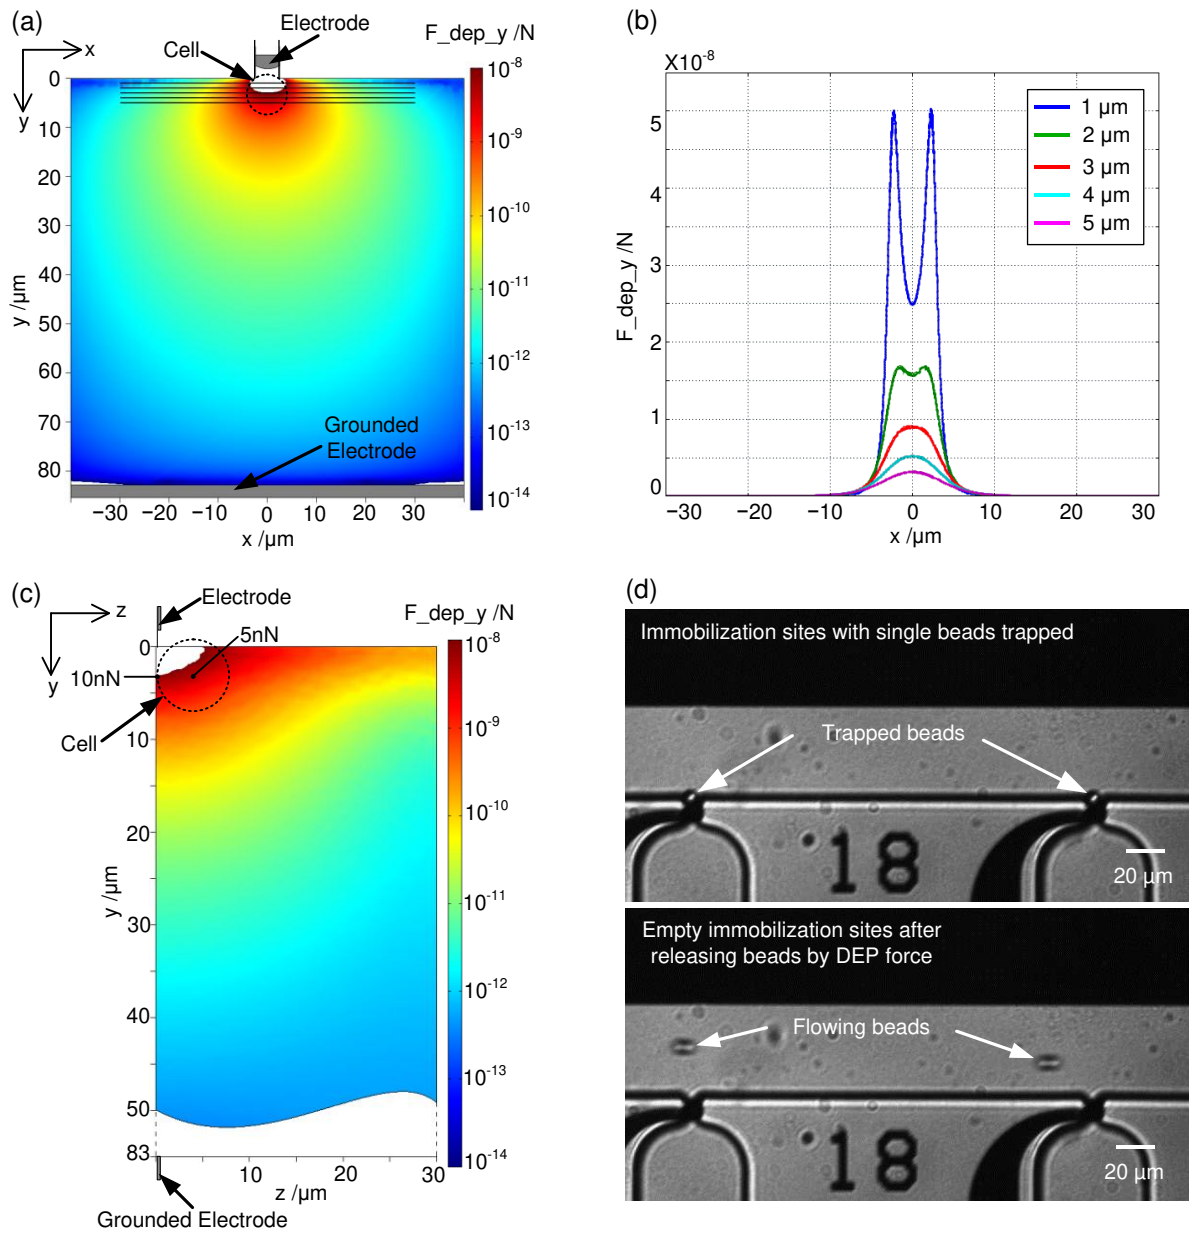 (a)
Electrode
Cell
F_dep_y /N
x
y
0
10
20
30
40
50
60
70
80
y /µm
Grounded
Electrode
−30 −20 −10 0 10 20 30
x /µm
10^-8
10^-9
10^-10
10^-11
10^-12
10^-13
10^-14
(b)
X10^-8
5
4
3
2
1
0
F_dep_y /N
1 µm
2 µm
3 µm
4 µm
5 µm
−30 −20 −10 0 10 20 30
x /µm
(c)
z
y
Electrode
5nN
F_dep_y /N
10nN
Cell
0
10
20
30
40
50
83
y /µm
10 20 30
z /µm
Grounded Electrode
10^-8
10^-9
10^-10
10^-11
10^-12
10^-13
10^-14
(d)
Immobilization sites with single beads trapped
Trapped beads
18
20 µm
Empty immobilization sites after
releasing beads by DEP force
Flowing beads
18
20 µm